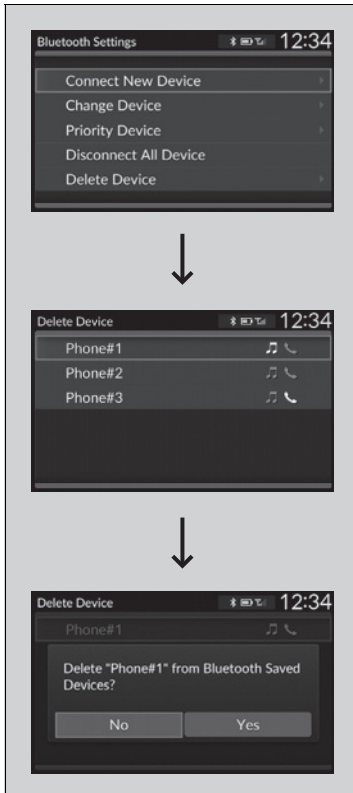 Bluetooth Settings 12:34
Connect New Device
Change Device
Priority Device
Disconnect All Device
Delete Device
Delete Device 12:34
Phone#1
Phone#2
Phone#3
Delete Device 12:34
Phone#1
Delete "Phone#1" from Bluetooth Saved
Devices?
No Yes